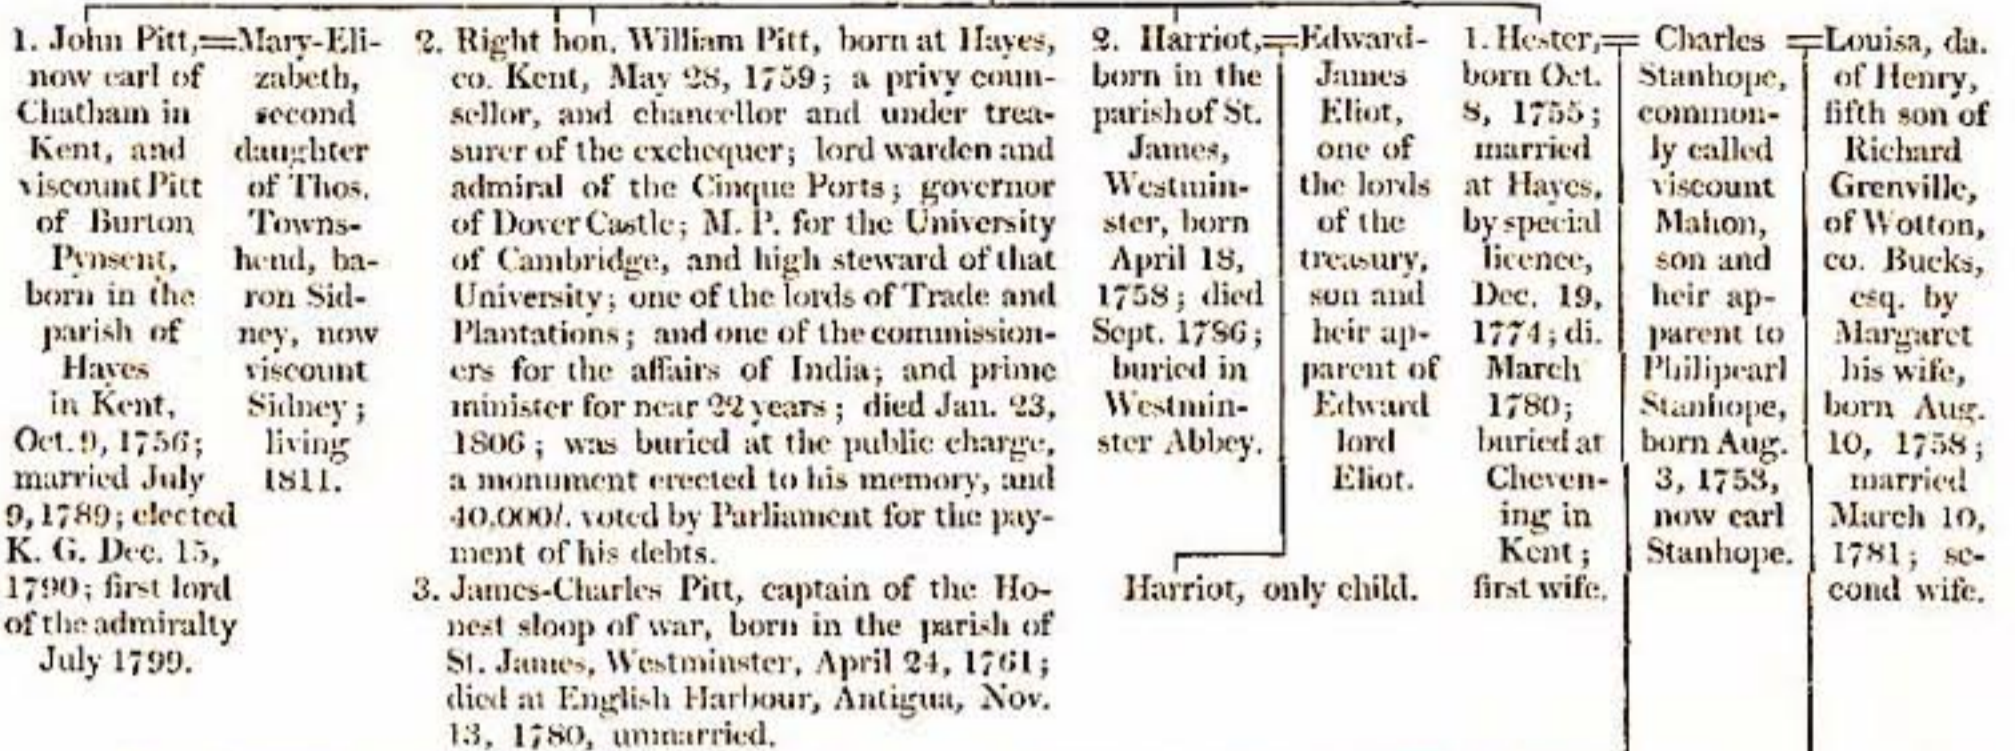 1. John Pitt,=Mary-Eli-
now earl of zabeth,
Chatham in second
Kent, and daughter
viscount Pitt of Thos.
of Burton Towns-
Pynsent, hend, ba-
born in the ron Sid-
parish of ney, now
Hayes viscount
in Kent, Sidney;
Oct. 9, 1756; living
married July 1811.
9, 1789; elected
K. G. Dec. 15,
1790; first lord
of the admiralty
July 1799.
2. Right hon. William Pitt, born at Hayes,
co. Kent, May 28, 1759; a privy coun-
sellor, and chancellor and under trea-
surer of the exchequer; lord warden and
admiral of the Cinque Ports; governor
of Dover Castle; M. P. for the University
of Cambridge, and high steward of that
University; one of the lords of Trade and
Plantations; and one of the commission-
ers for the affairs of India; and prime
minister for near 22 years; died Jan. 23,
1806; was buried at the public charge,
a monument erected to his memory, and
40,000l. voted by Parliament for the pay-
ment of his debts.
3. James-Charles Pitt, captain of the Ho-
nest sloop of war, born in the parish of
St. James, Westminster, April 24, 1761;
died at English Harbour, Antigua, Nov.
13, 1780, unmarried.
2. Harriot,=Edward-
born in the James
parish of St. Eliot,
James, one of
Westmin- the lords
ster, born of the
April 18, treasury,
1758; died son and
Sept. 1786; heir ap-
buried in parent of
Westmin- Edward
ster Abbey. lord
Eliot.
Harriot, only child.
1. Hester,= Charles =Louisa, da.
born Oct. Stanhope, of Henry,
8, 1755; common- fifth son of
married ly called Richard
at Hayes, viscount Grenville,
by special Mahon, of Wotton,
licence, son and co. Bucks,
Dec. 19, heir ap- esq. by
1774; di. parent to Margaret
March Philip earl his wife,
1780; Stanhope, born Aug.
buried at born Aug. 10, 1758;
Cheven- 3, 1753, married
ing in now earl March 10,
Kent; Stanhope. 1781; se-
first wife. cond wife.